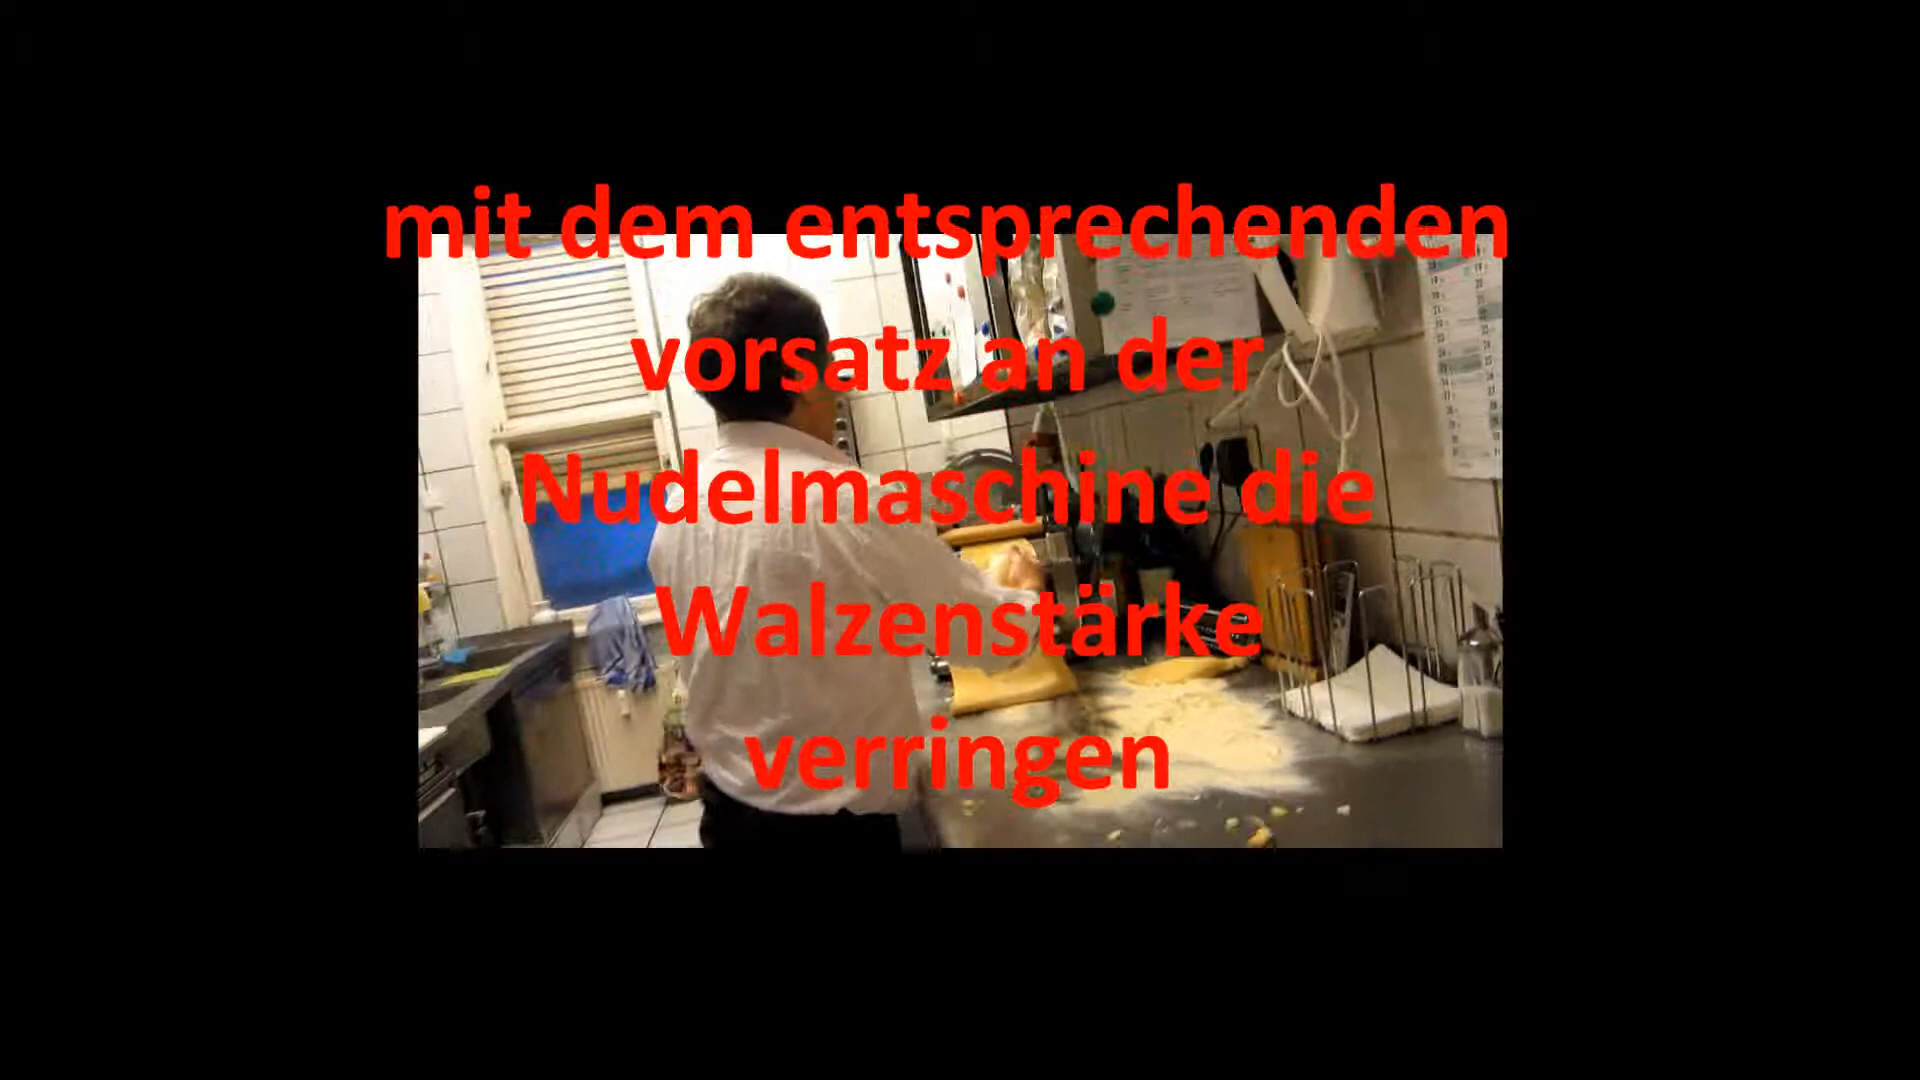 mit dem entsprechenden
vorsatz an der
Nudelmaschine die
Walzenstärke
verringen